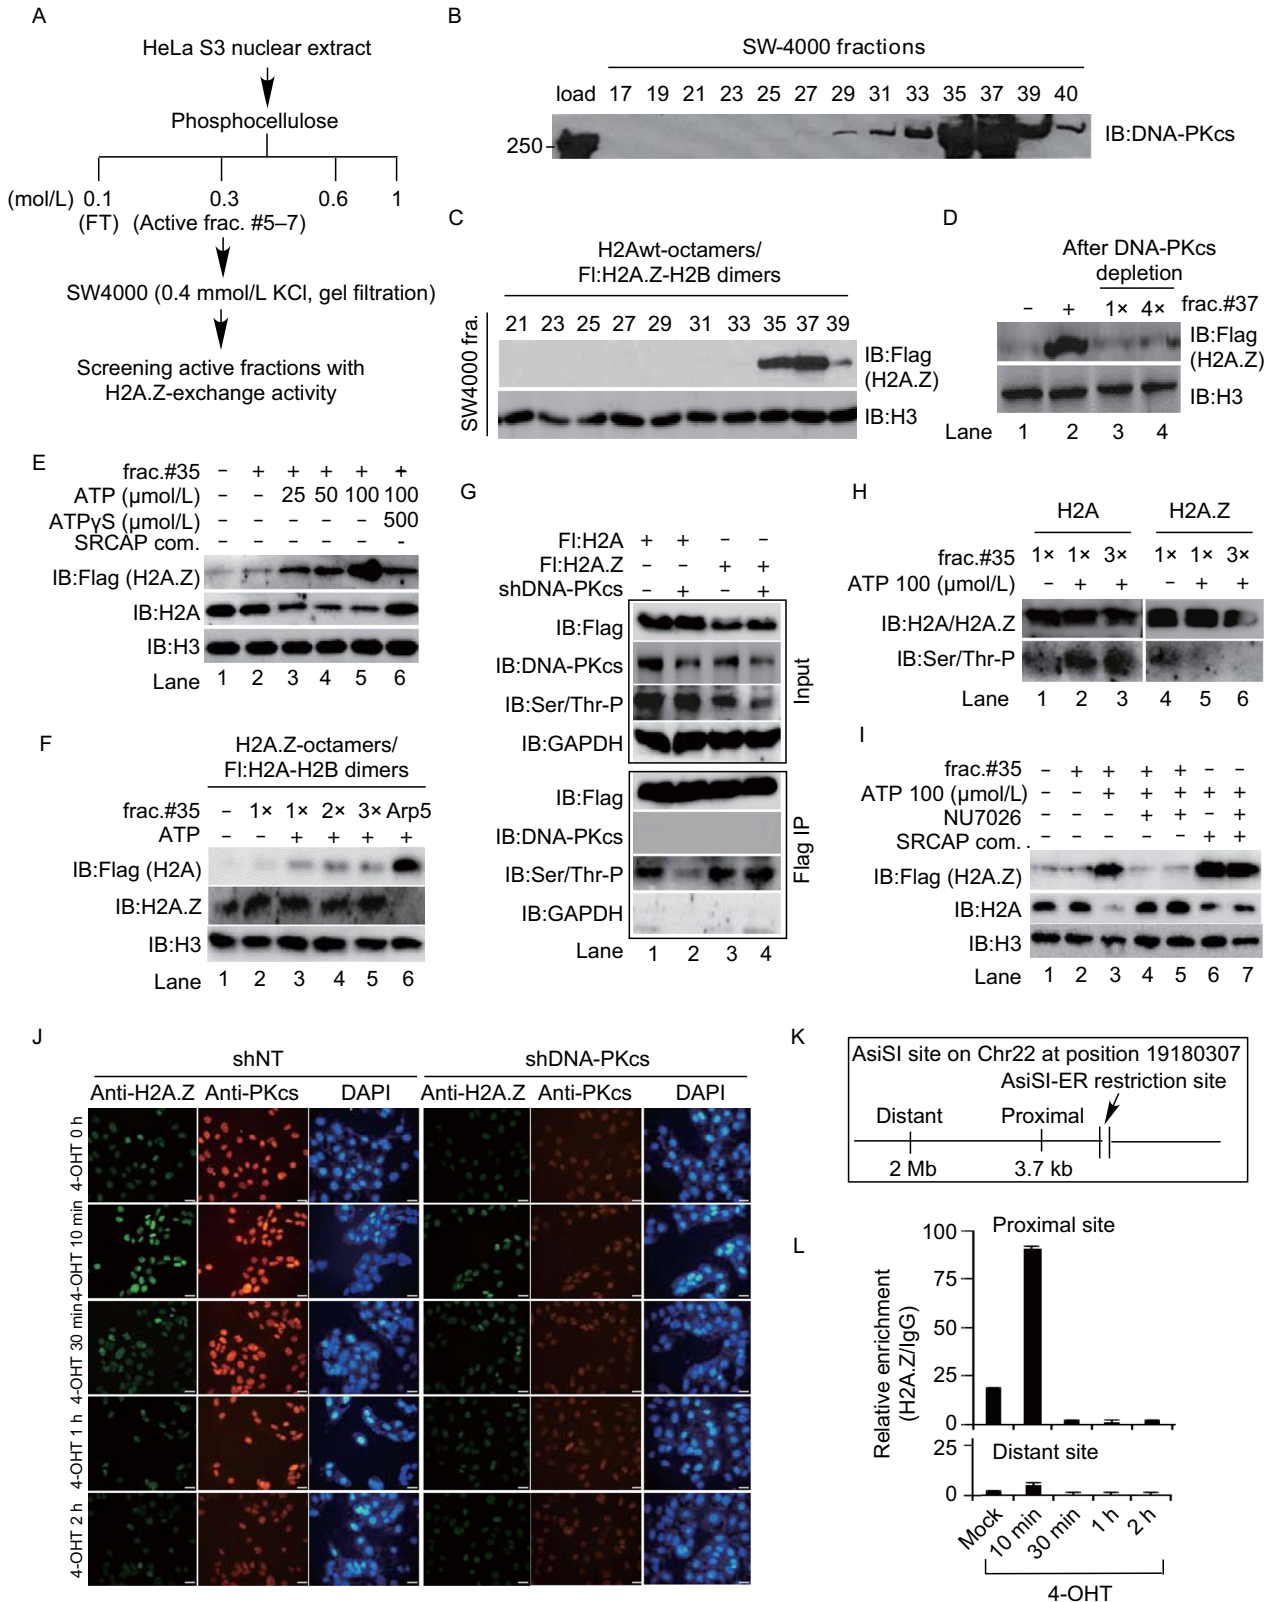 A
HeLa S3 nuclear extract
Phosphocellulose
(mol/L) 0.1 0.3 0.6 1
(FT) (Active frac. #5–7)
SW4000 (0.4 mmol/L KCl, gel filtration)
Screening active fractions with
H2A.Z-exchange activity
B
SW-4000 fractions
load 17 19 21 23 25 27 29 31 33 35 37 39 40
250
IB:DNA-PKcs
C
H2Awt-octamers/
Fl:H2A.Z-H2B dimers
SW4000 fra.
21 23 25 27 29 31 33 35 37 39
IB:Flag
(H2A.Z)
IB:H3
D
After DNA-PKcs
depletion
− + 1× 4× frac.#37
IB:Flag
(H2A.Z)
IB:H3
Lane 1 2 3 4
E
frac.#35 − + + + + +
ATP (µmol/L) − − 25 50 100 100
ATPγS (µmol/L) − − − − − 500
SRCAP com. − − − − − -
IB:Flag (H2A.Z)
IB:H2A
IB:H3
Lane 1 2 3 4 5 6
F
H2A.Z-octamers/
Fl:H2A-H2B dimers
frac.#35 − 1× 1× 2× 3× Arp5
ATP − − + + + +
IB:Flag (H2A)
IB:H2A.Z
IB:H3
Lane 1 2 3 4 5 6
G
Fl:H2A + + − −
Fl:H2A.Z − − + +
shDNA-PKcs − + − +
IB:Flag
IB:DNA-PKcs
IB:Ser/Thr-P
IB:GAPDH
Input
IB:Flag
IB:DNA-PKcs
IB:Ser/Thr-P
IB:GAPDH
Flag IP
Lane 1 2 3 4
H
H2A H2A.Z
frac.#35 1× 1× 3× 1× 1× 3×
ATP 100 (µmol/L) − + + − + +
IB:H2A/H2A.Z
IB:Ser/Thr-P
Lane 1 2 3 4 5 6
I
frac.#35 − + + + + − −
ATP 100 (µmol/L) − − + + + + +
NU7026 − − − + + − +
SRCAP com. . − − − − − + +
IB:Flag (H2A.Z)
IB:H2A
IB:H3
Lane 1 2 3 4 5 6 7
J
shNT shDNA-PKcs
Anti-H2A.Z Anti-PKcs DAPI Anti-H2A.Z Anti-PKcs DAPI
4-OHT 0 h
4-OHT 10 min
4-OHT 30 min
4-OHT 1 h
4-OHT 2 h
K
AsiSI site on Chr22 at position 19180307
AsiSI-ER restriction site
Distant Proximal
2 Mb 3.7 kb
L
Relative enrichment
(H2A.Z/IgG)
Proximal site
100
75
50
25
0
Distant site
25
0
Mock 10 min 30 min 1 h 2 h
4-OHT